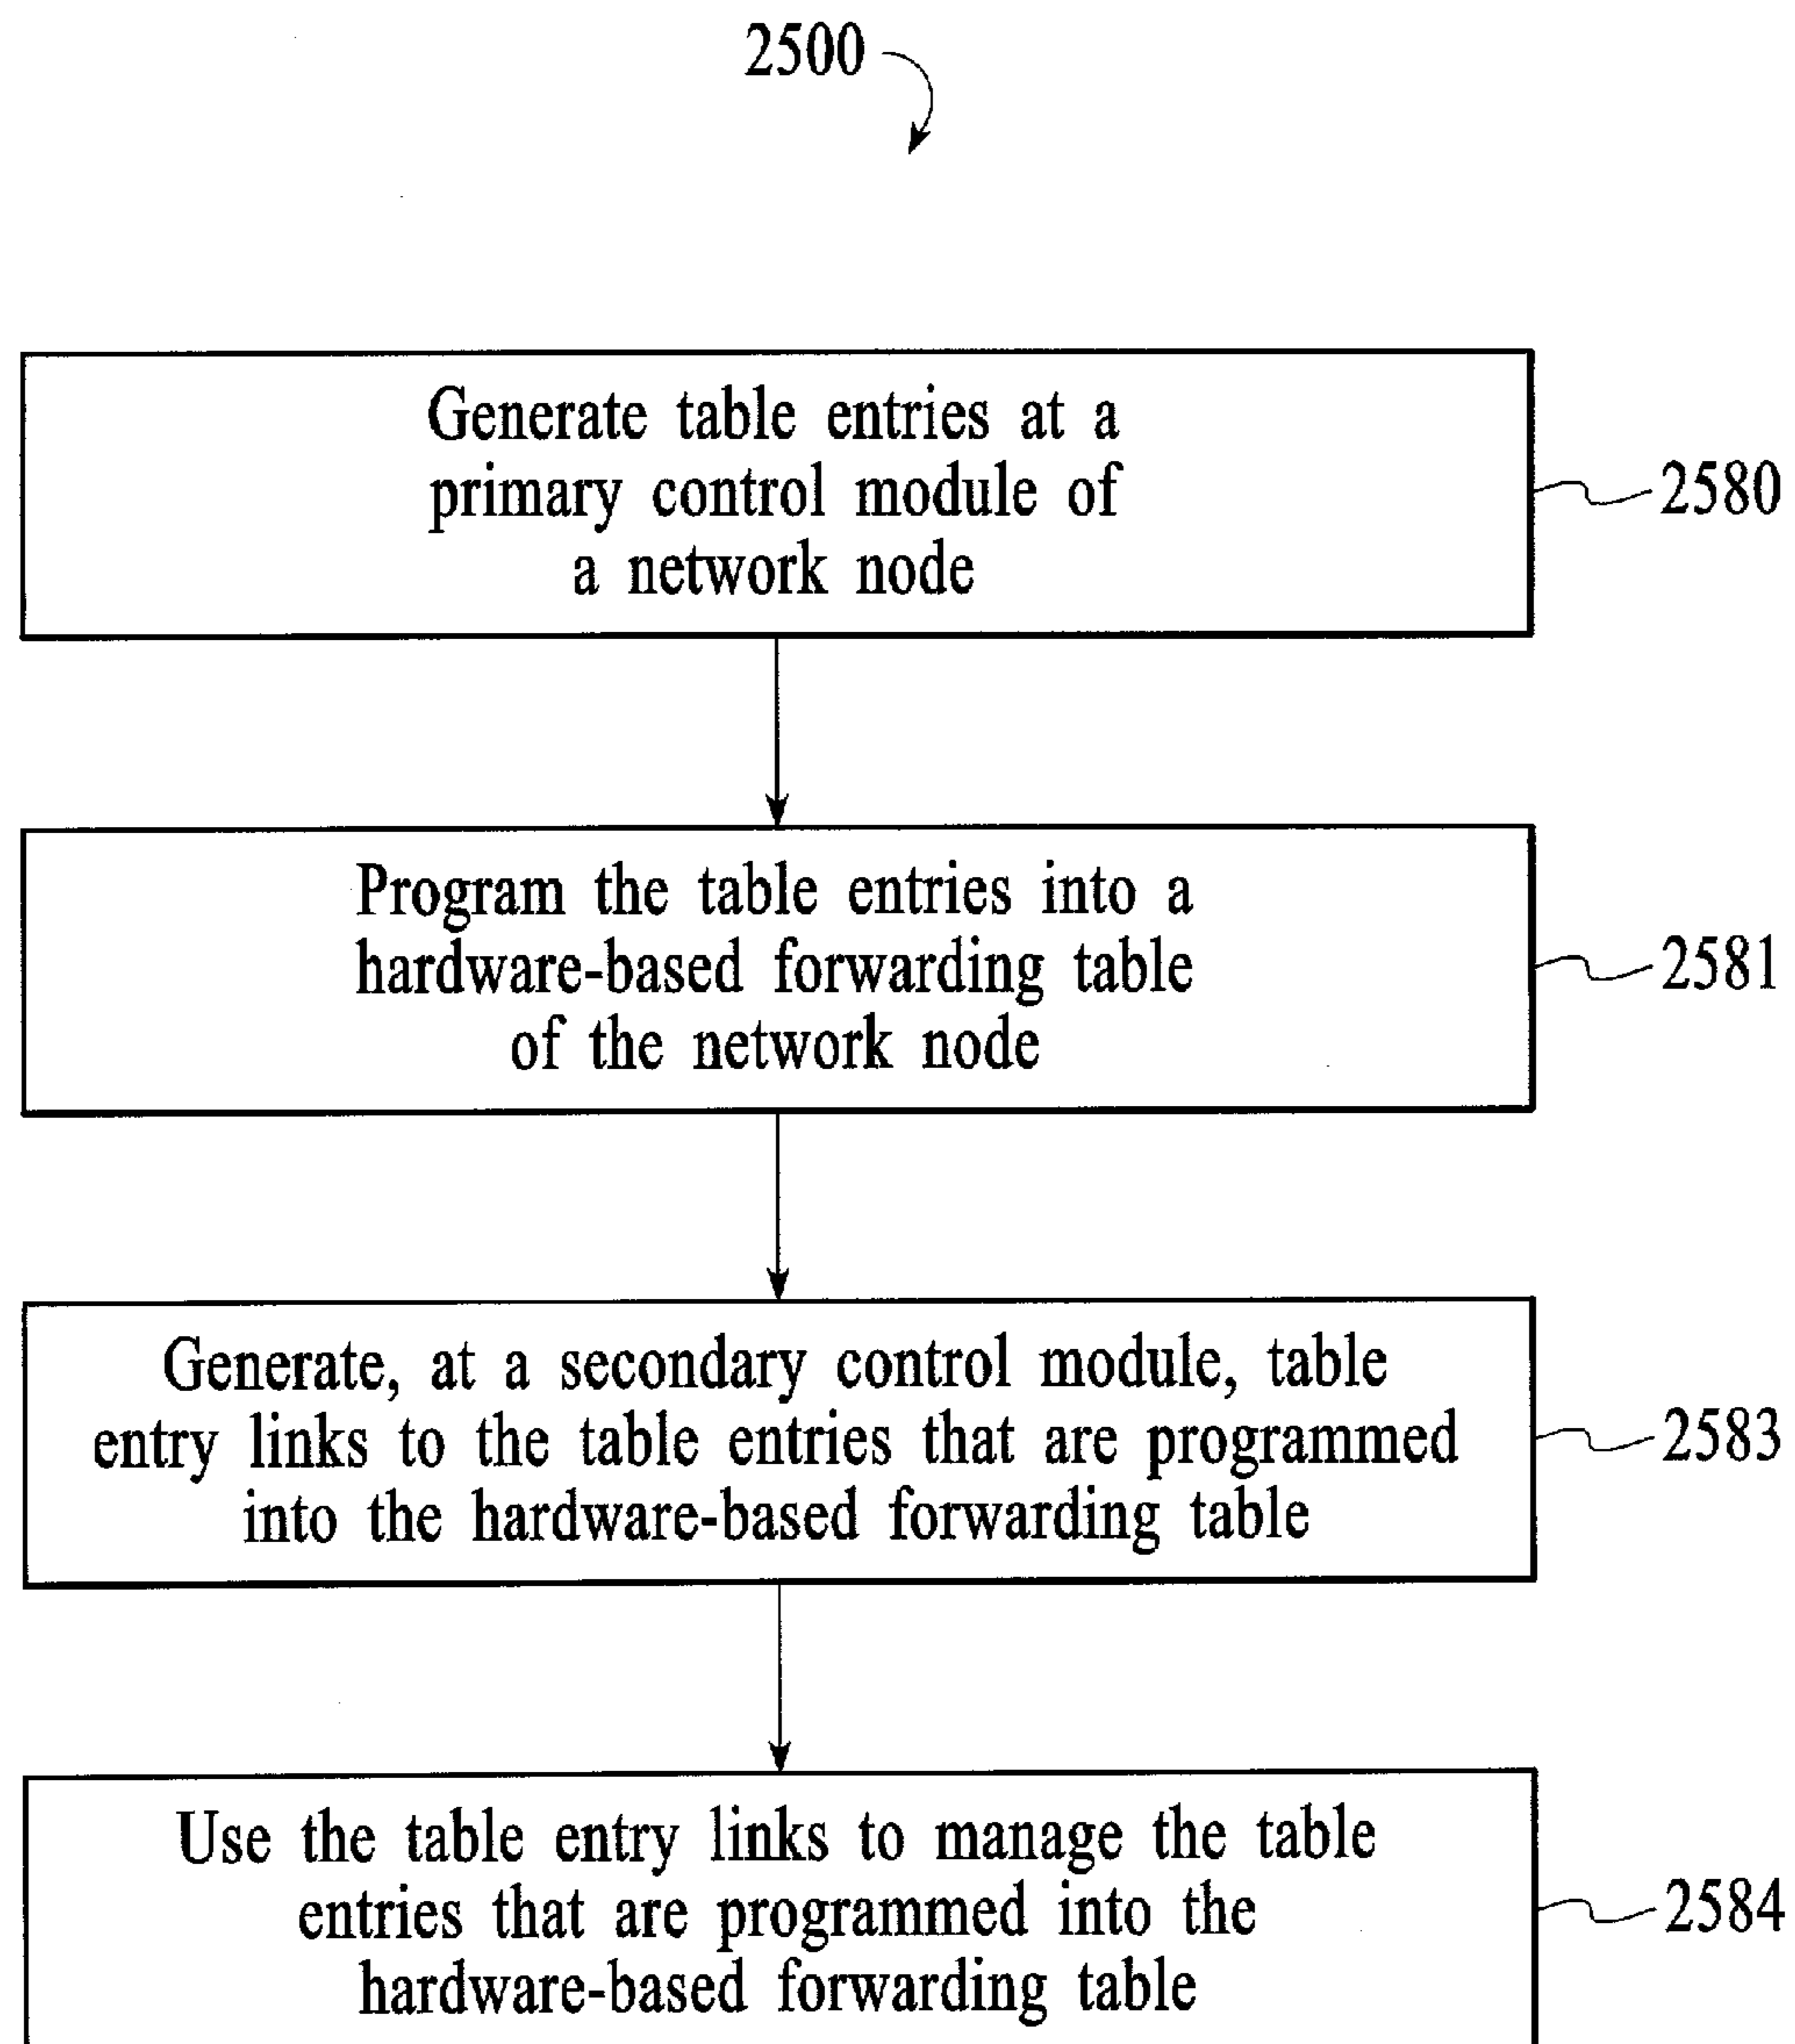 2500
Generate table entries at a
primary control module of
a network node
2580
Program the table entries into a
hardware-based forwarding table
of the network node
2581
Generate, at a secondary control module, table
entry links to the table entries that are programmed
into the hardware-based forwarding table
2583
Use the table entry links to manage the table
entries that are programmed into the
hardware-based forwarding table
2584